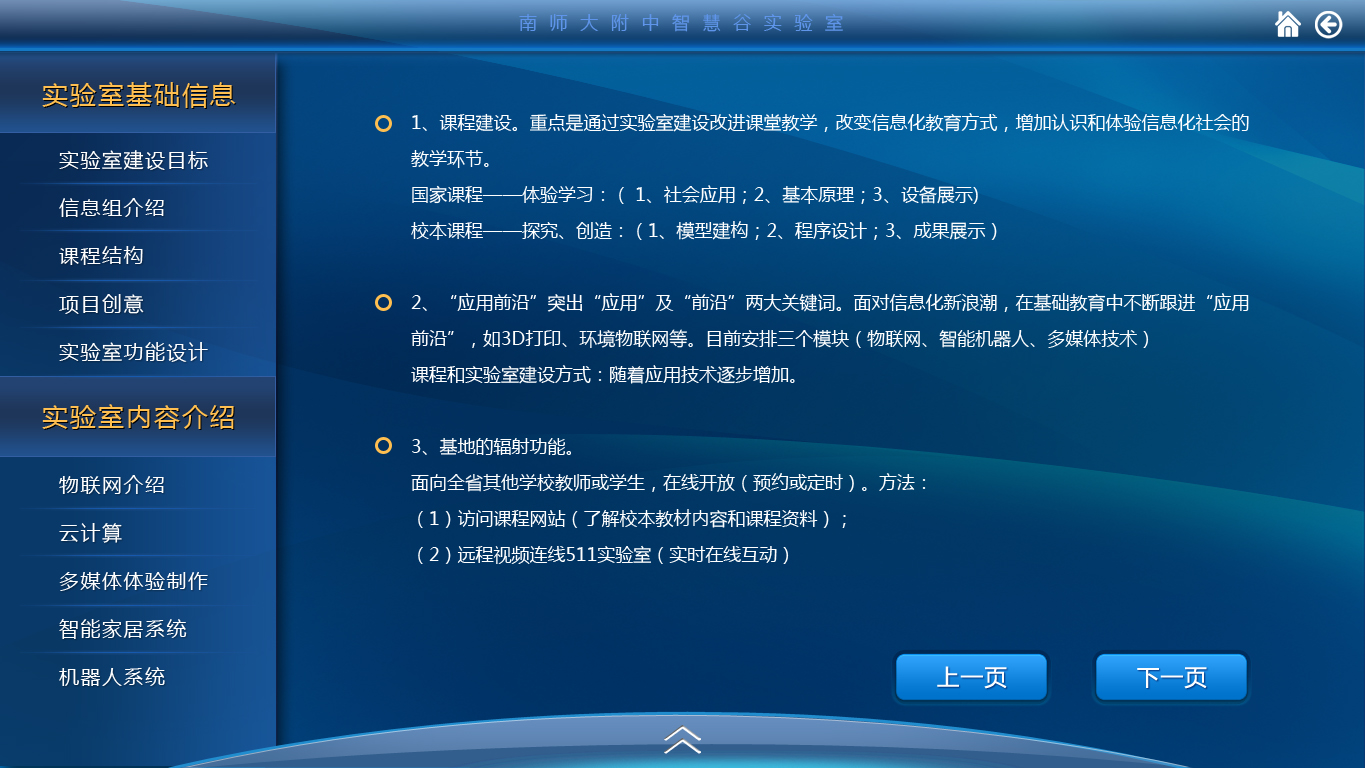 南师大附中智慧谷实验室
实验室基础信息
实验室建设目标
信息组介绍
课程结构
项目创意
实验室功能设计
实验室内容介绍
物联网介绍
云计算
多媒体体验制作
智能家居系统
机器人系统
1、课程建设。重点是通过实验室建设改进课堂教学，改变信息化教育方式，增加认识和体验信息化社会的
教学环节。
国家课程——体验学习：（ 1、社会应用；2、基本原理；3、设备展示)
校本课程——探究、创造：（1、模型建构；2、程序设计；3、成果展示）
2、“应用前沿”突出“应用”及“前沿”两大关键词。面对信息化新浪潮，在基础教育中不断跟进“应用
前沿”，如3D打印、环境物联网等。目前安排三个模块（物联网、智能机器人、多媒体技术）
课程和实验室建设方式：随着应用技术逐步增加。
3、基地的辐射功能。
面向全省其他学校教师或学生，在线开放（预约或定时）。方法：
（1）访问课程网站（了解校本教材内容和课程资料）；
（2）远程视频连线511实验室（实时在线互动）
上一页
下一页